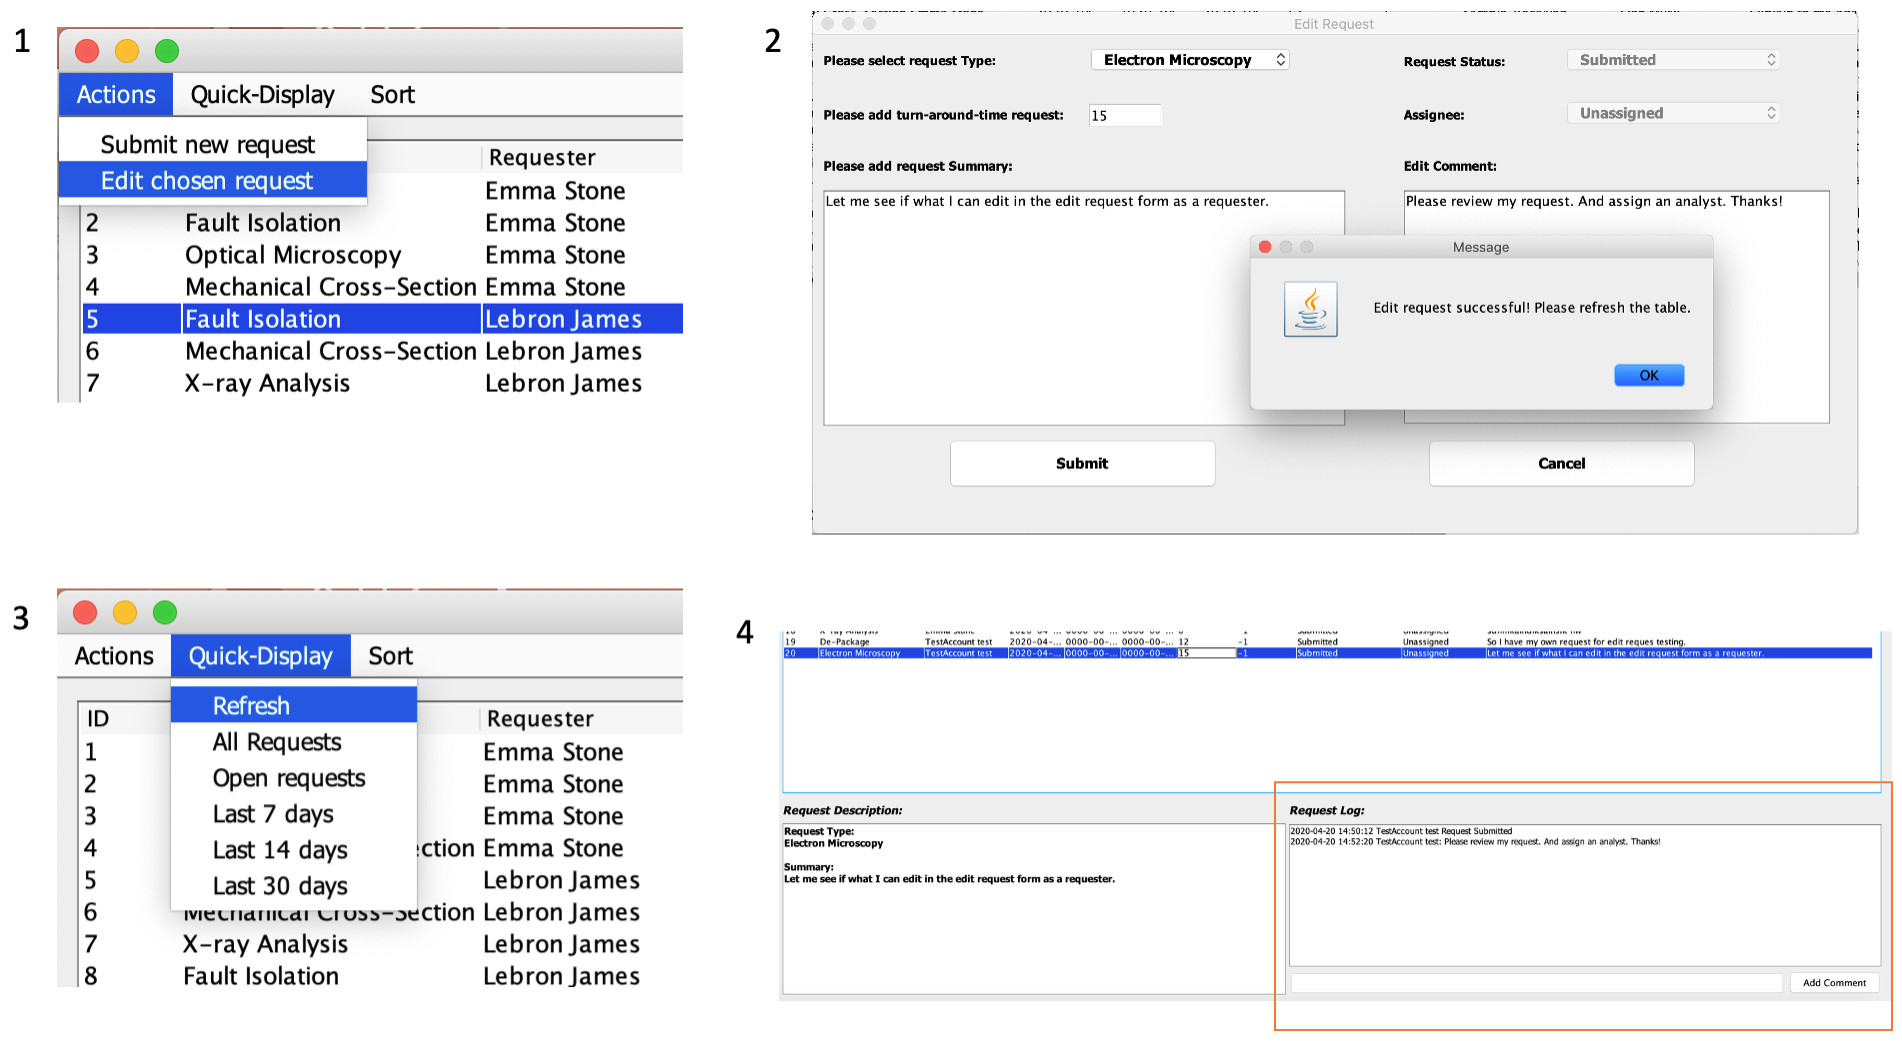 1
Actions Quick-Display Sort
Submit new request
Edit chosen request
Requester
Emma Stone
2 Fault Isolation Emma Stone
3 Optical Microscopy Emma Stone
4 Mechanical Cross-Section Emma Stone
5 Fault Isolation Lebron James
6 Mechanical Cross-Section Lebron James
7 X-ray Analysis Lebron James
2
Edit Request
Please select request Type: Electron Microscopy Request Status: Submitted
Please add turn-around-time request: 15 Assignee: Unassigned
Please add request Summary: Edit Comment:
Let me see if what I can edit in the edit request form as a requester.
Please review my request. And assign an analyst. Thanks!
Message
Edit request successful! Please refresh the table.
OK
Submit Cancel
3
Actions Quick-Display Sort
Refresh
All Requests
Open requests
Last 7 days
Last 14 days
Last 30 days
ID Requester
1 Emma Stone
2 Emma Stone
3 Emma Stone
4 ction Emma Stone
5 Lebron James
6 Mechanical Cross-Section Lebron James
7 X-ray Analysis Lebron James
8 Fault Isolation Lebron James
4
19 De-Package TestAccount test 2020-04-... 0000-00-... 0000-00-... 12 -1 Submitted Unassigned So I have my own request for edit reques testing.
20 Electron Microscopy TestAccount test 2020-04-... 0000-00-... 0000-00-... 15 -1 Submitted Unassigned Let me see if what I can edit in the edit request form as a requester.
Request Description:
Request Type:
Electron Microscopy
Summary:
Let me see if what I can edit in the edit request form as a requester.
Request Log:
2020-04-20 14:50:12 TestAccount test Request Submitted
2020-04-20 14:52:20 TestAccount test: Please review my request. And assign an analyst. Thanks!
Add Comment